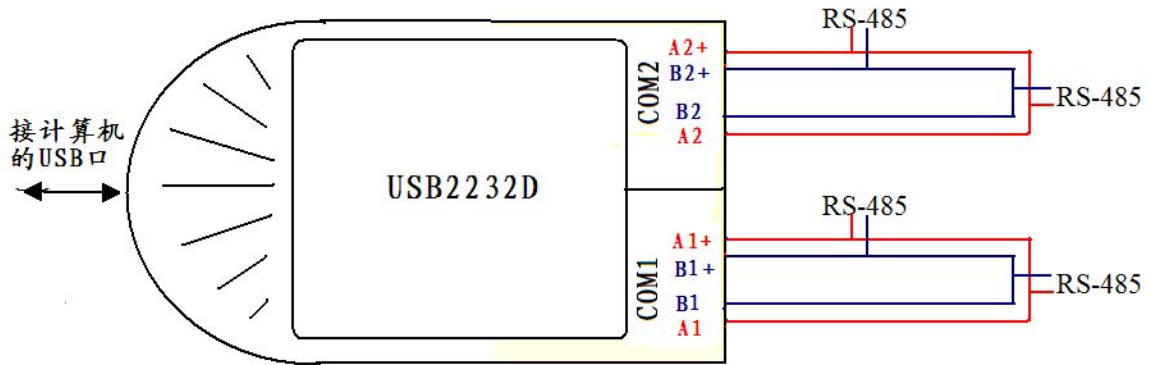 RS-485
A2+
B2+
COM2
B2
A2
RS-485
接计算机
的USB口
USB2232D
RS-485
A1+
B1+
COM1
B1
A1
RS-485